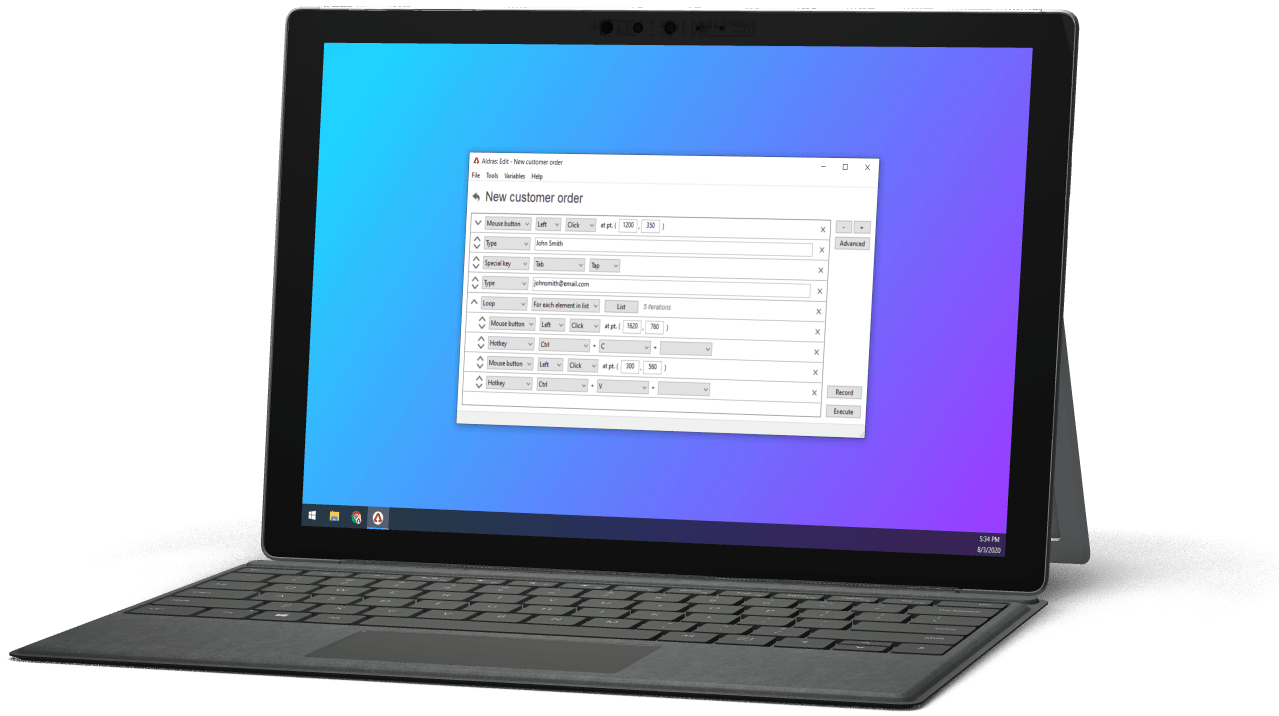 Aldras: Edit - New customer order
File Tools Variables Help
New customer order
Mouse button Left Click at pt. ( 1200 , 350 )
- +
Type John Smith
Advanced
Special key Tab Tap
Type johnsmith@email.com
Loop For each element in list List 5 iterations
Mouse button Left Click at pt. ( 1620 , 760 )
Hotkey Ctrl + C +
Mouse button Left Click at pt. ( 300 , 560 )
Hotkey Ctrl + V +
Record
Execute
5:34 PM
8/3/2020